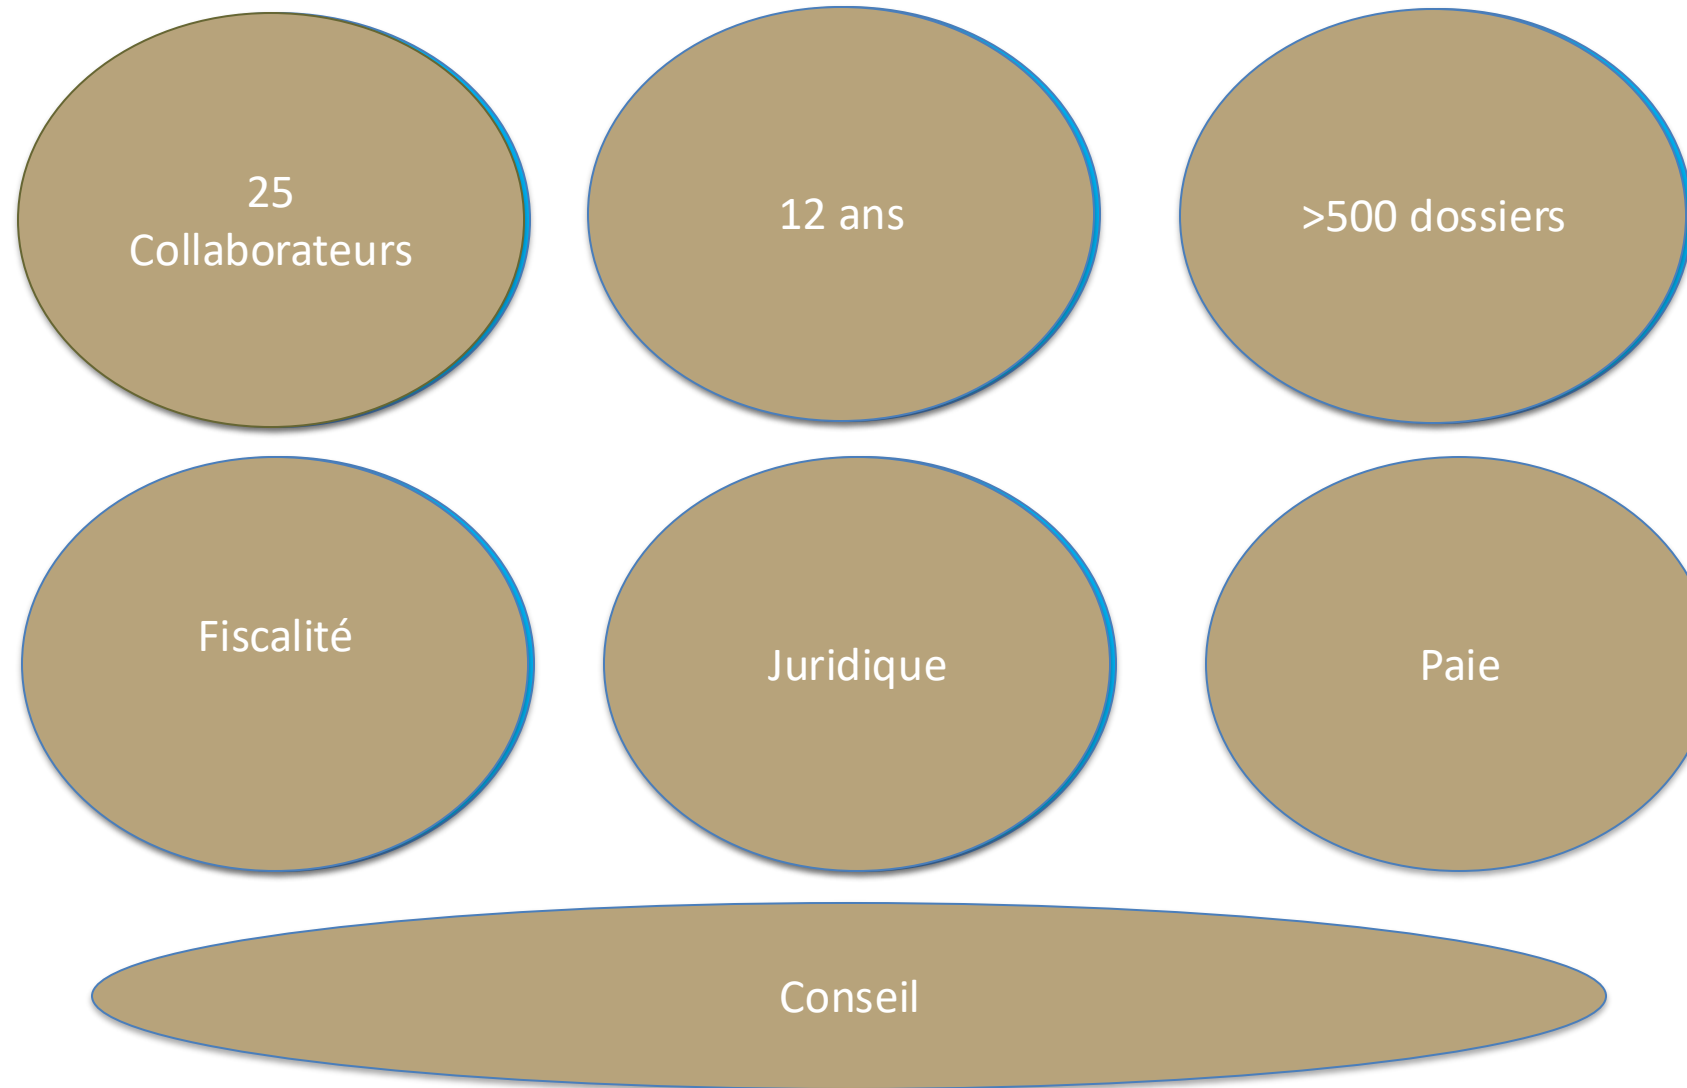 25
Collaborateurs
12 ans
>500 dossiers
Fiscalité
Juridique
Paie
Conseil